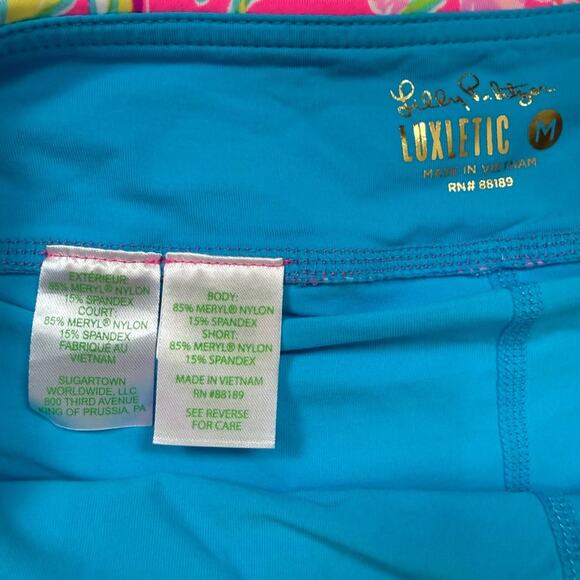 Lilly Pulitzer
LUXLETIC M
MADE IN VIETNAM
RN# 88189
EXTÉRIEUR:
85% MERYL® NYLON
15% SPANDEX
COURT:
85% MERYL® NYLON
15% SPANDEX
FABRIQUÉ AU
VIETNAM
SUGARTOWN
WORLDWIDE, LLC
800 THIRD AVENUE
KING OF PRUSSIA, PA
BODY:
85% MERYL® NYLON
15% SPANDEX
SHORT:
85% MERYL® NYLON
15% SPANDEX
MADE IN VIETNAM
RN #88189
SEE REVERSE
FOR CARE